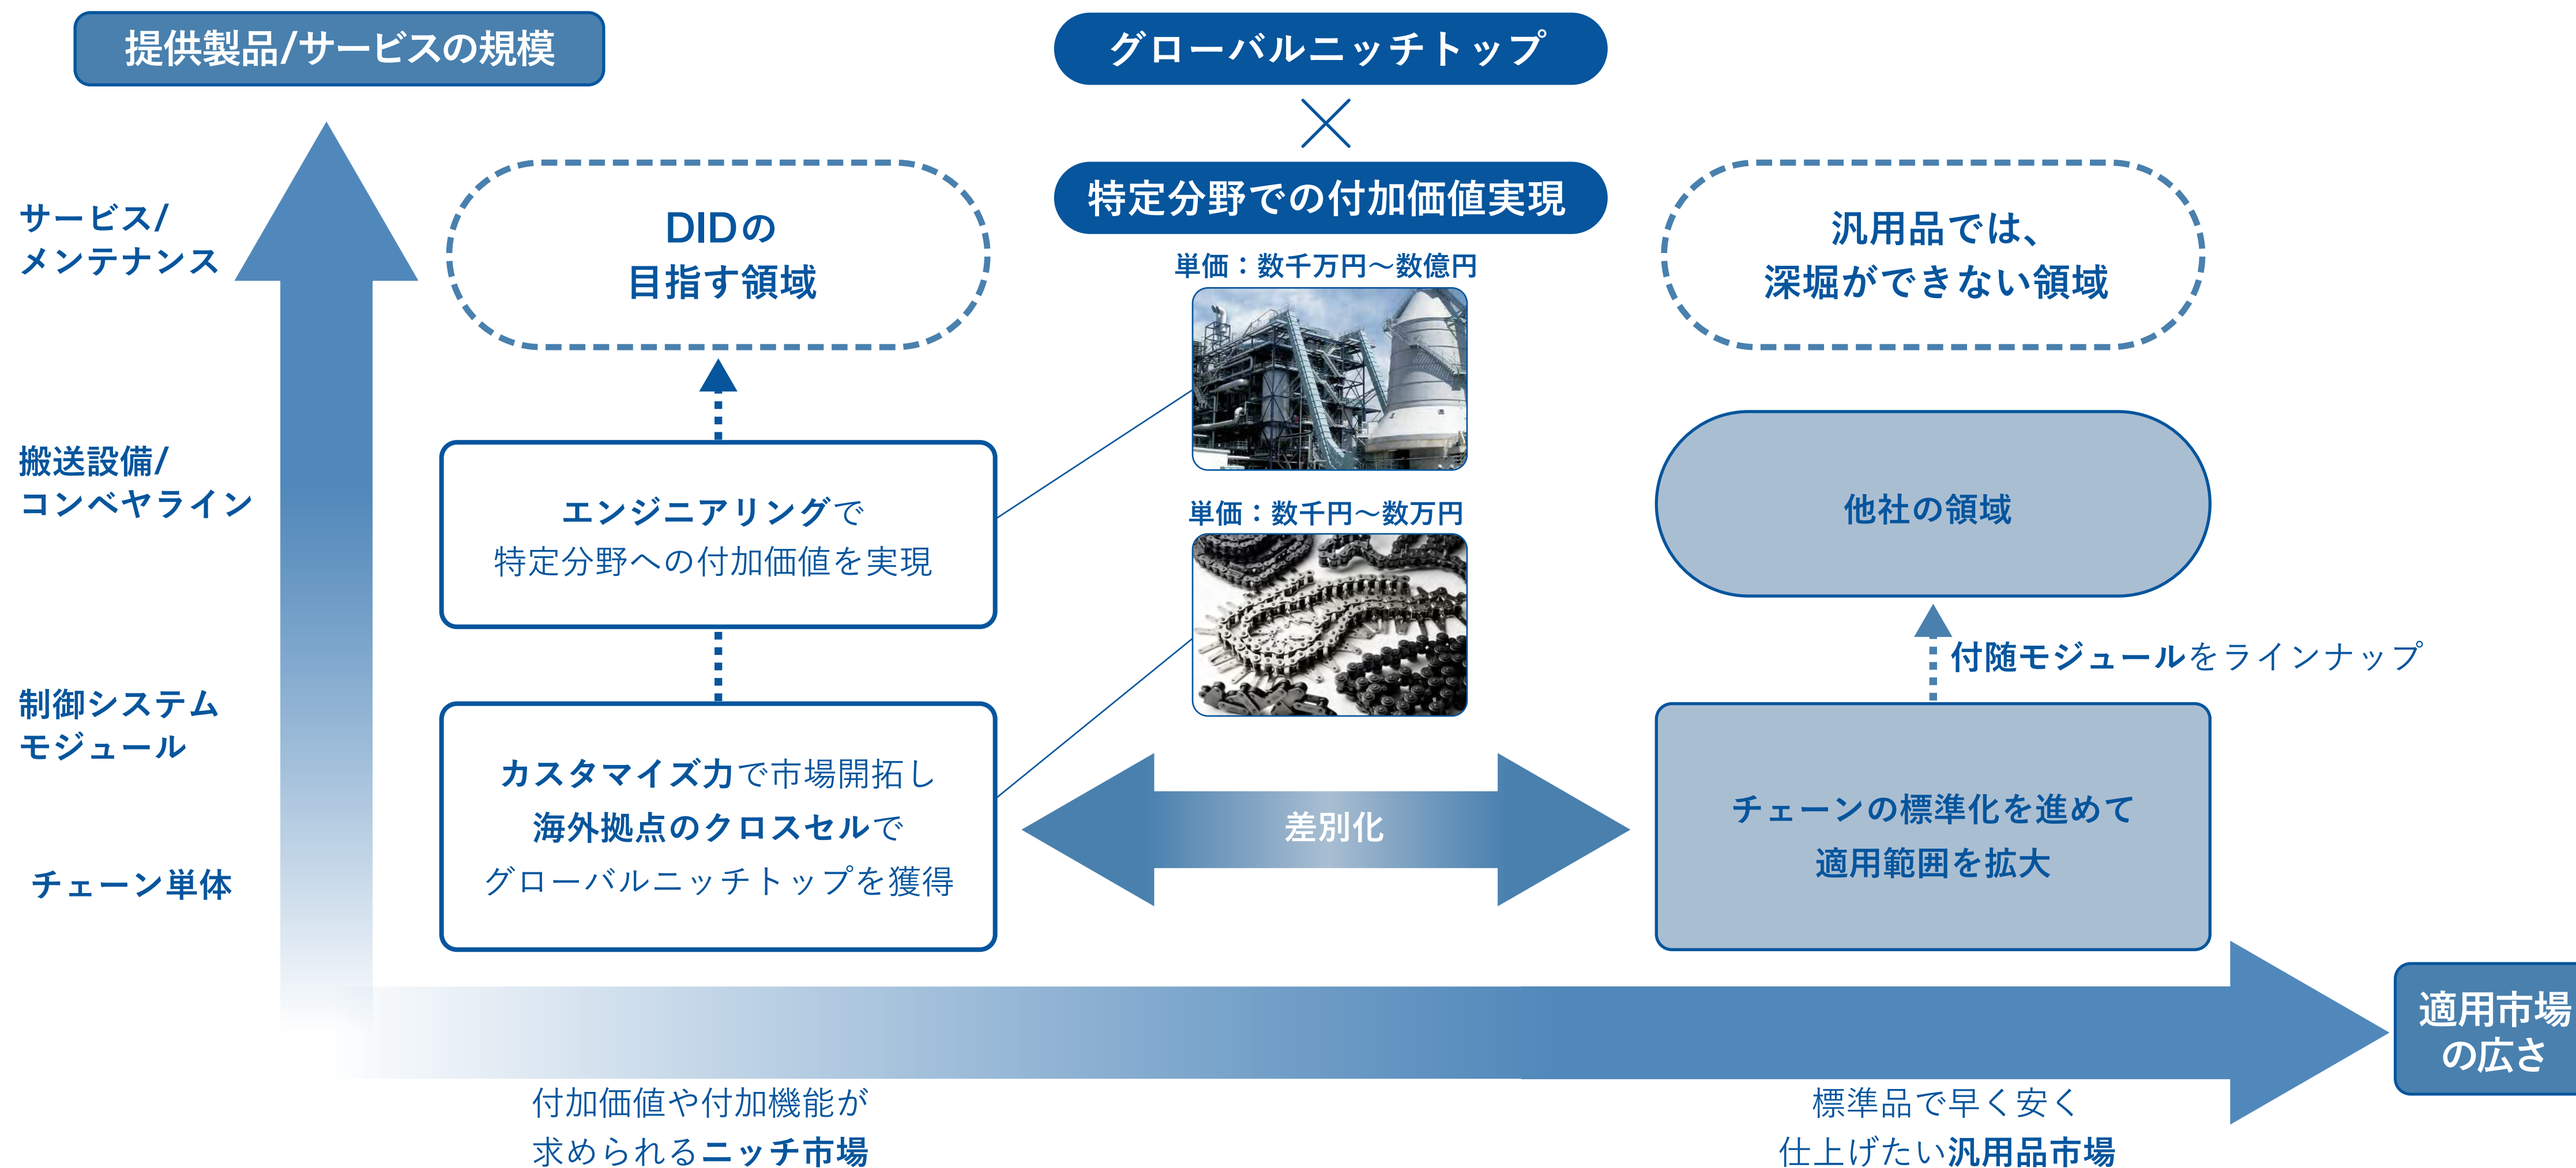 提供製品/サービスの規模
グローバルニッチトップ
×
特定分野での付加価値実現
サービス/
メンテナンス
搬送設備/
コンベヤライン
制御システム
モジュール
チェーン単体
DIDの
目指す領域
エンジニアリングで
特定分野への付加価値を実現
カスタマイズ力で市場開拓し
海外拠点のクロスセルで
グローバルニッチトップを獲得
単価：数千万円～数億円
単価：数千円～数万円
差別化
汎用品では、
深堀ができない領域
他社の領域
付随モジュールをラインナップ
チェーンの標準化を進めて
適用範囲を拡大
適用市場
の広さ
付加価値や付加機能が
求められるニッチ市場
標準品で早く安く
仕上げたい汎用品市場